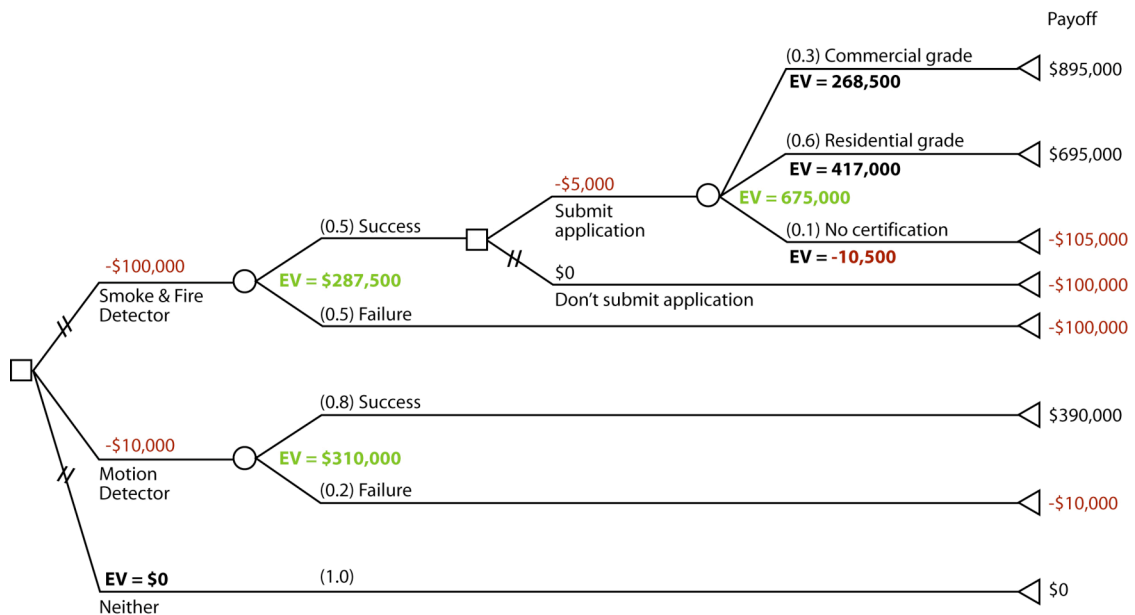 Payoff
(0.3) Commercial grade
EV = 268,500
$895,000
(0.6) Residential grade
EV = 417,000
$695,000
-$5,000
Submit
application
EV = 675,000
(0.1) No certification
EV = -10,500
-$105,000
(0.5) Success
$0
Don’t submit application
-$100,000
-$100,000
Smoke & Fire
Detector
EV = $287,500
(0.5) Failure
-$100,000
(0.8) Success
$390,000
-$10,000
Motion
Detector
EV = $310,000
(0.2) Failure
-$10,000
EV = $0
(1.0)
Neither
$0